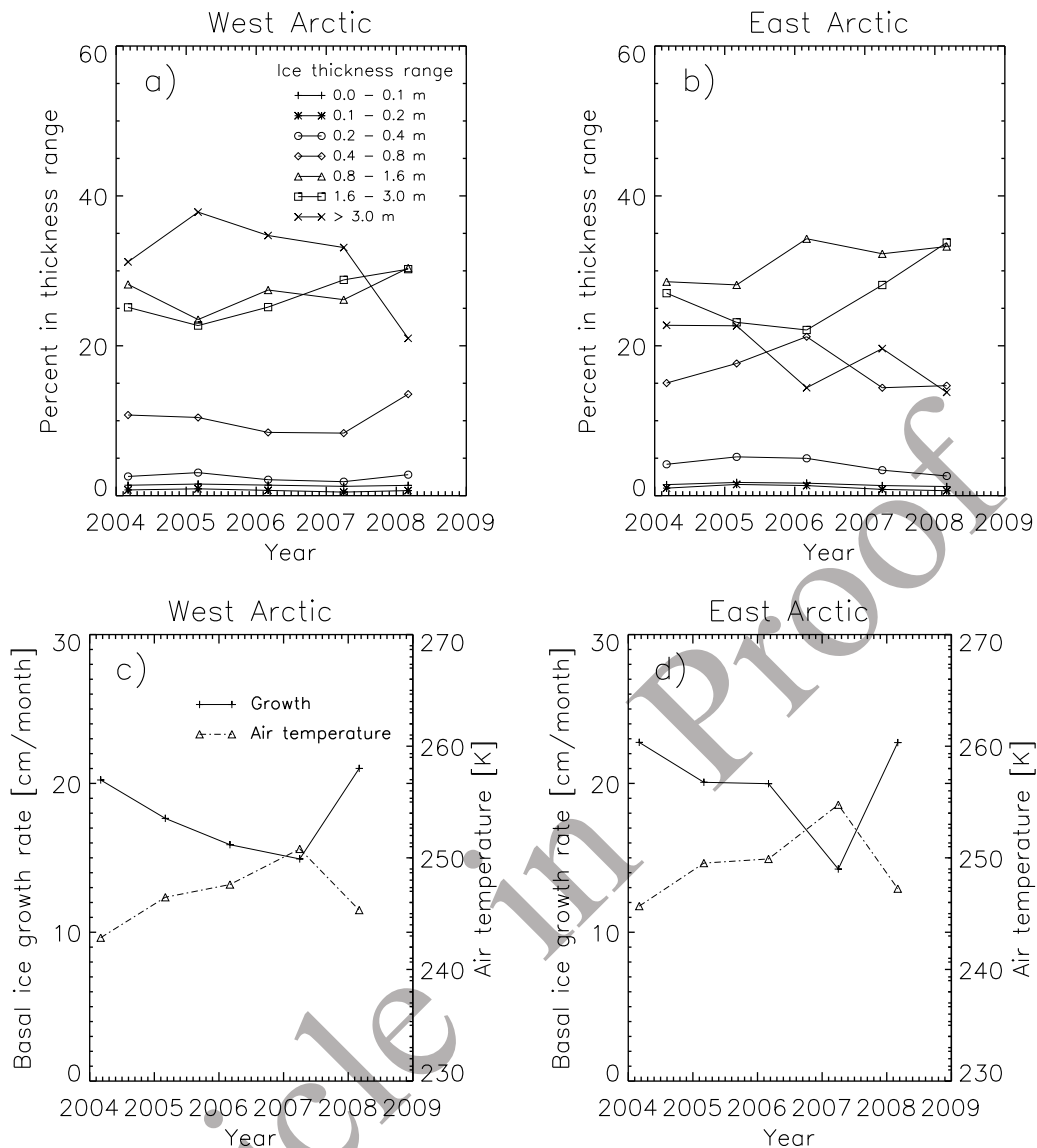 West Arctic
60
40
20
0
Percent in thickness range
a)
Ice thickness range
0.0 – 0.1 m
0.1 – 0.2 m
0.2 – 0.4 m
0.4 – 0.8 m
0.8 – 1.6 m
1.6 – 3.0 m
> 3.0 m
2004 2005 2006 2007 2008 2009
Year
East Arctic
60
40
20
0
Percent in thickness range
b)
2004 2005 2006 2007 2008 2009
Year
West Arctic
30
20
10
0
Basal ice growth rate [cm/month]
c)
Growth
Air temperature
270
260
250
240
230
Air temperature [K]
2004 2005 2006 2007 2008 2009
Year
East Arctic
30
20
10
0
Basal ice growth rate [cm/month]
d)
270
260
250
240
230
Air temperature [K]
2004 2005 2006 2007 2008 2009
Year
icle in Proof